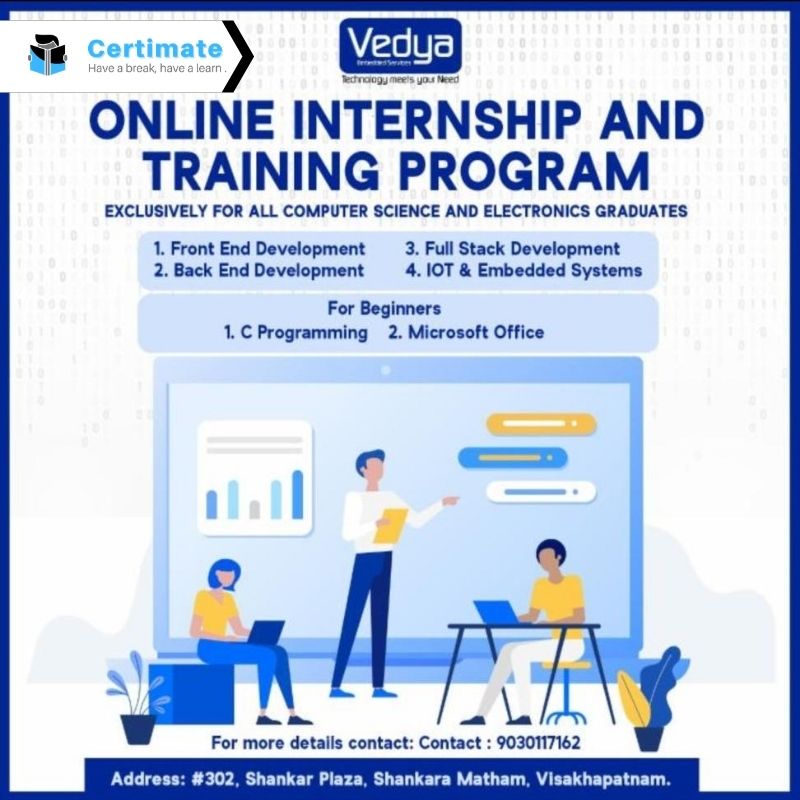 Certimate
Have a break, have a learn.
Vedya
Embedded Services
Technology meets your Need
ONLINE INTERNSHIP AND
TRAINING PROGRAM
EXCLUSIVELY FOR ALL COMPUTER SCIENCE AND ELECTRONICS GRADUATES
1. Front End Development 3. Full Stack Development
2. Back End Development 4. IOT & Embedded Systems
For Beginners
1. C Programming 2. Microsoft Office
For more details contact: Contact : 9030117162
Address: #302, Shankar Plaza, Shankara Matham, Visakhapatnam.